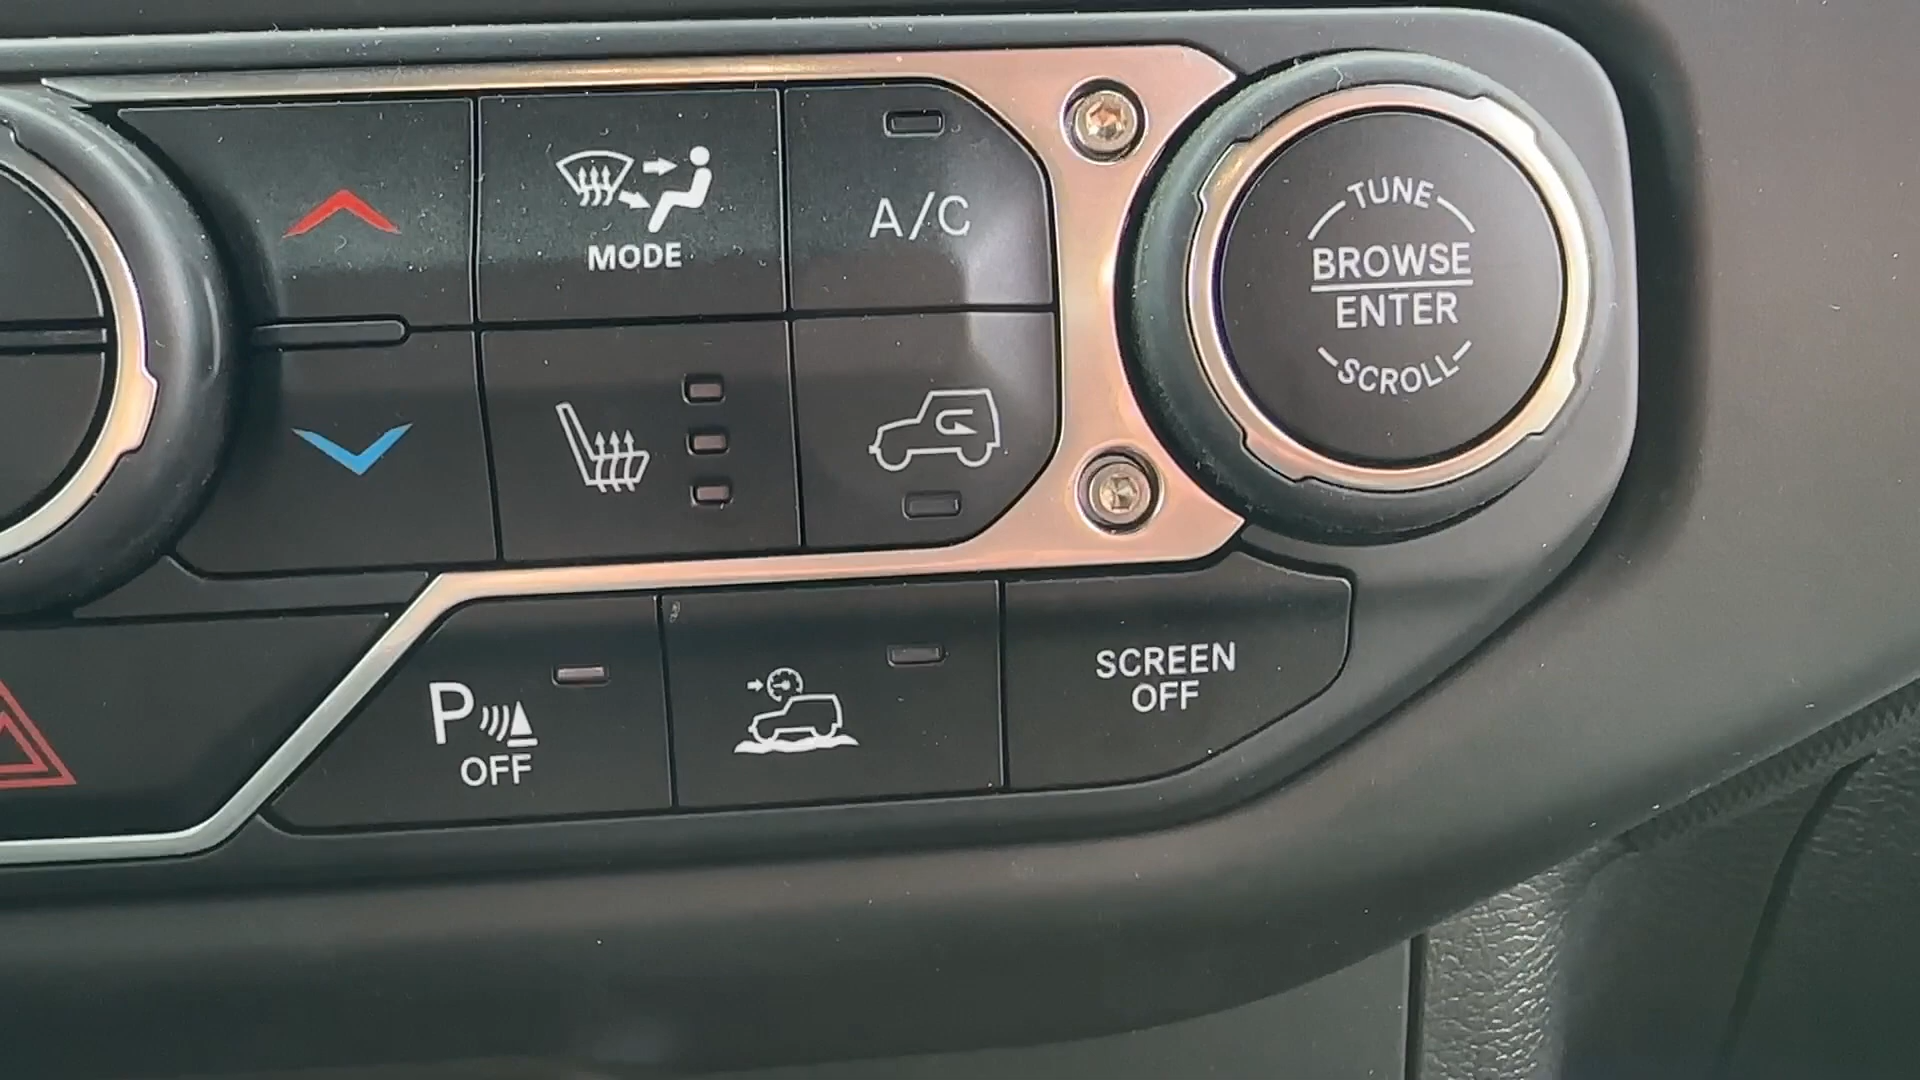 MODE
A/C
TUNE
BROWSE
ENTER
SCROLL
P
OFF
SCREEN
OFF